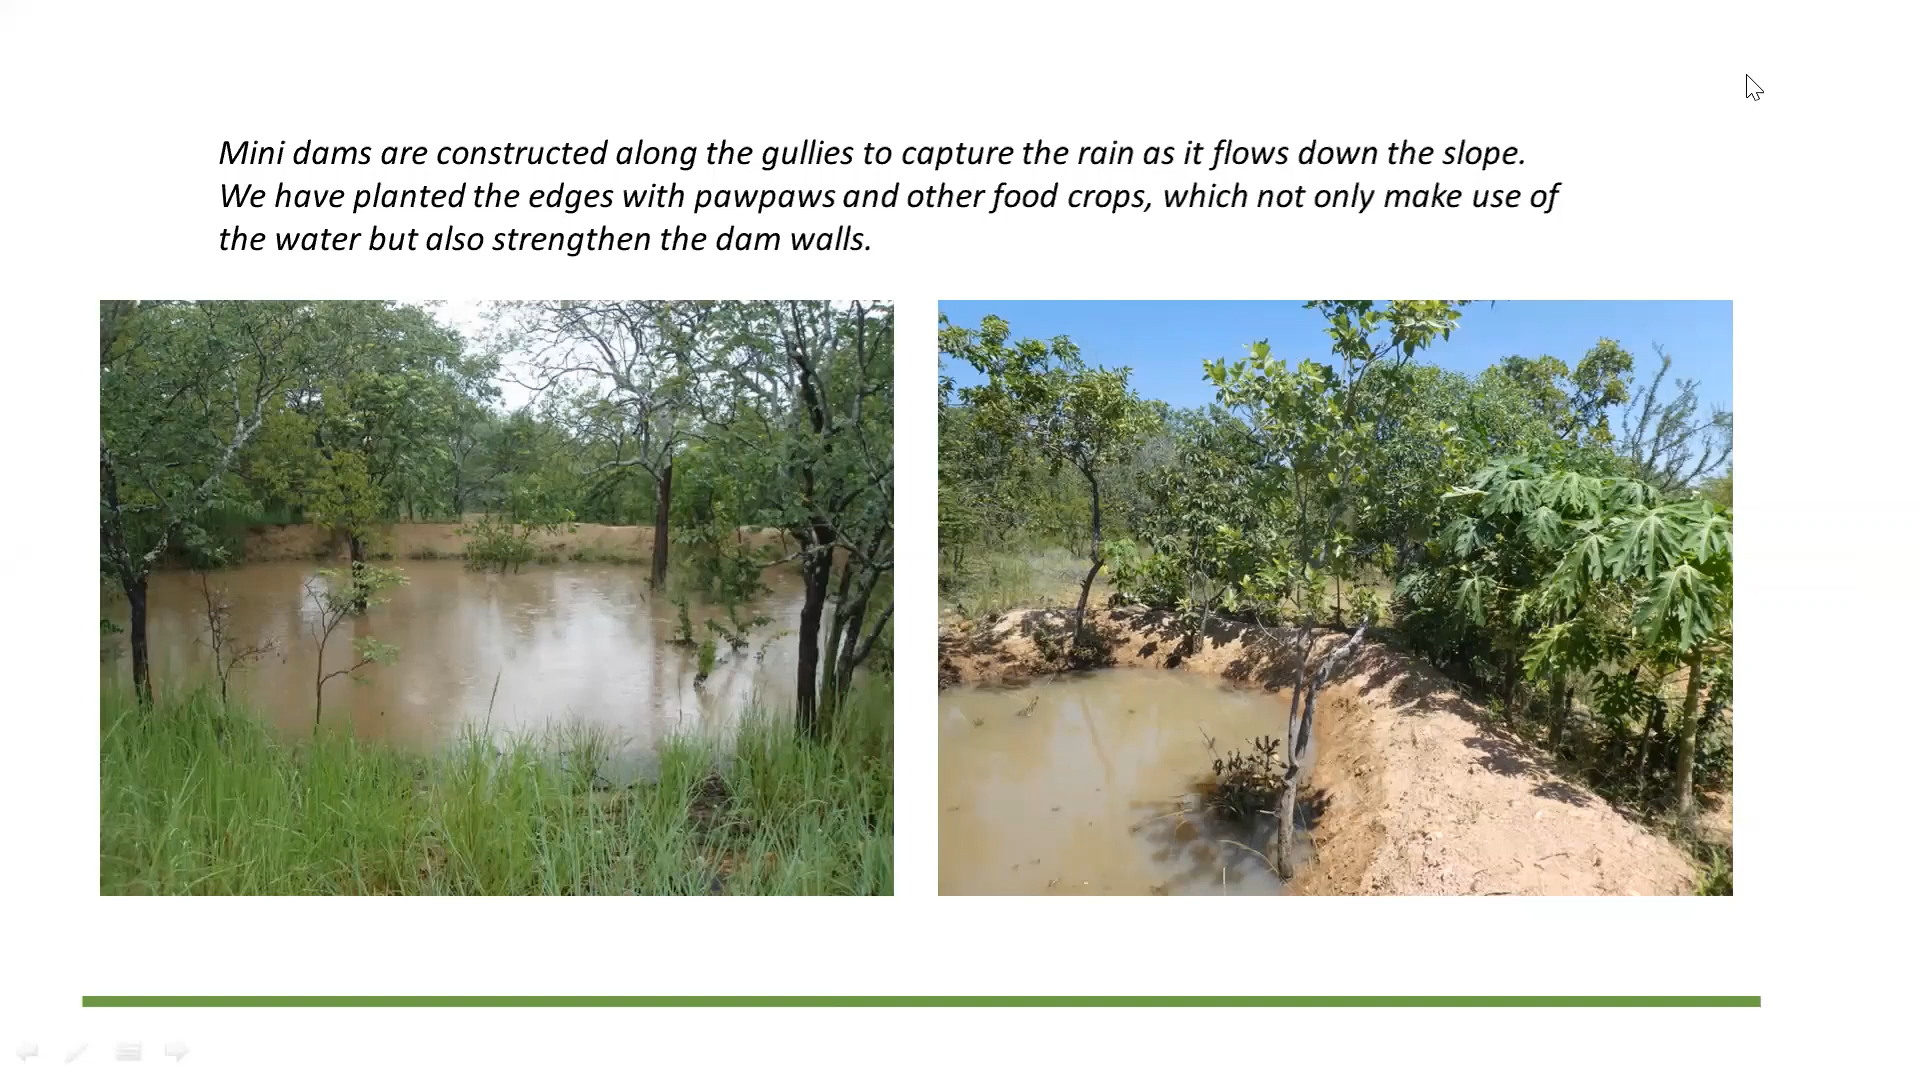 Mini dams are constructed along the gullies to capture the rain as it flows down the slope.
We have planted the edges with pawpaws and other food crops, which not only make use of
the water but also strengthen the dam walls.